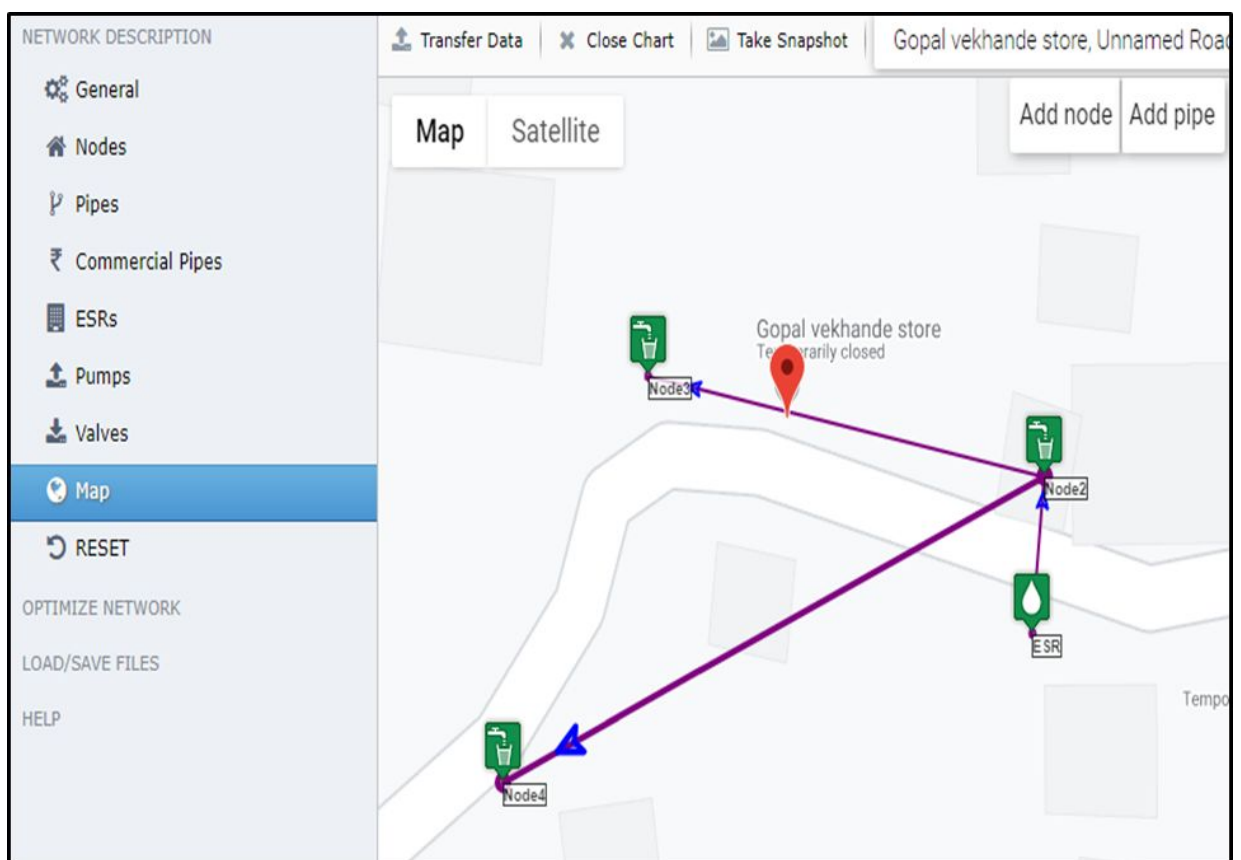 NETWORK DESCRIPTION
General
Nodes
Pipes
Commercial Pipes
ESRs
Pumps
Valves
Map
RESET
OPTIMIZE NETWORK
LOAD/SAVE FILES
HELP
Transfer Data
Close Chart
Take Snapshot
Gopal vekhande store, Unnamed Road
Map
Satellite
Add node
Add pipe
Gopal vekhande store
closed
Node3
Node2
ESR
Tempo
Node4